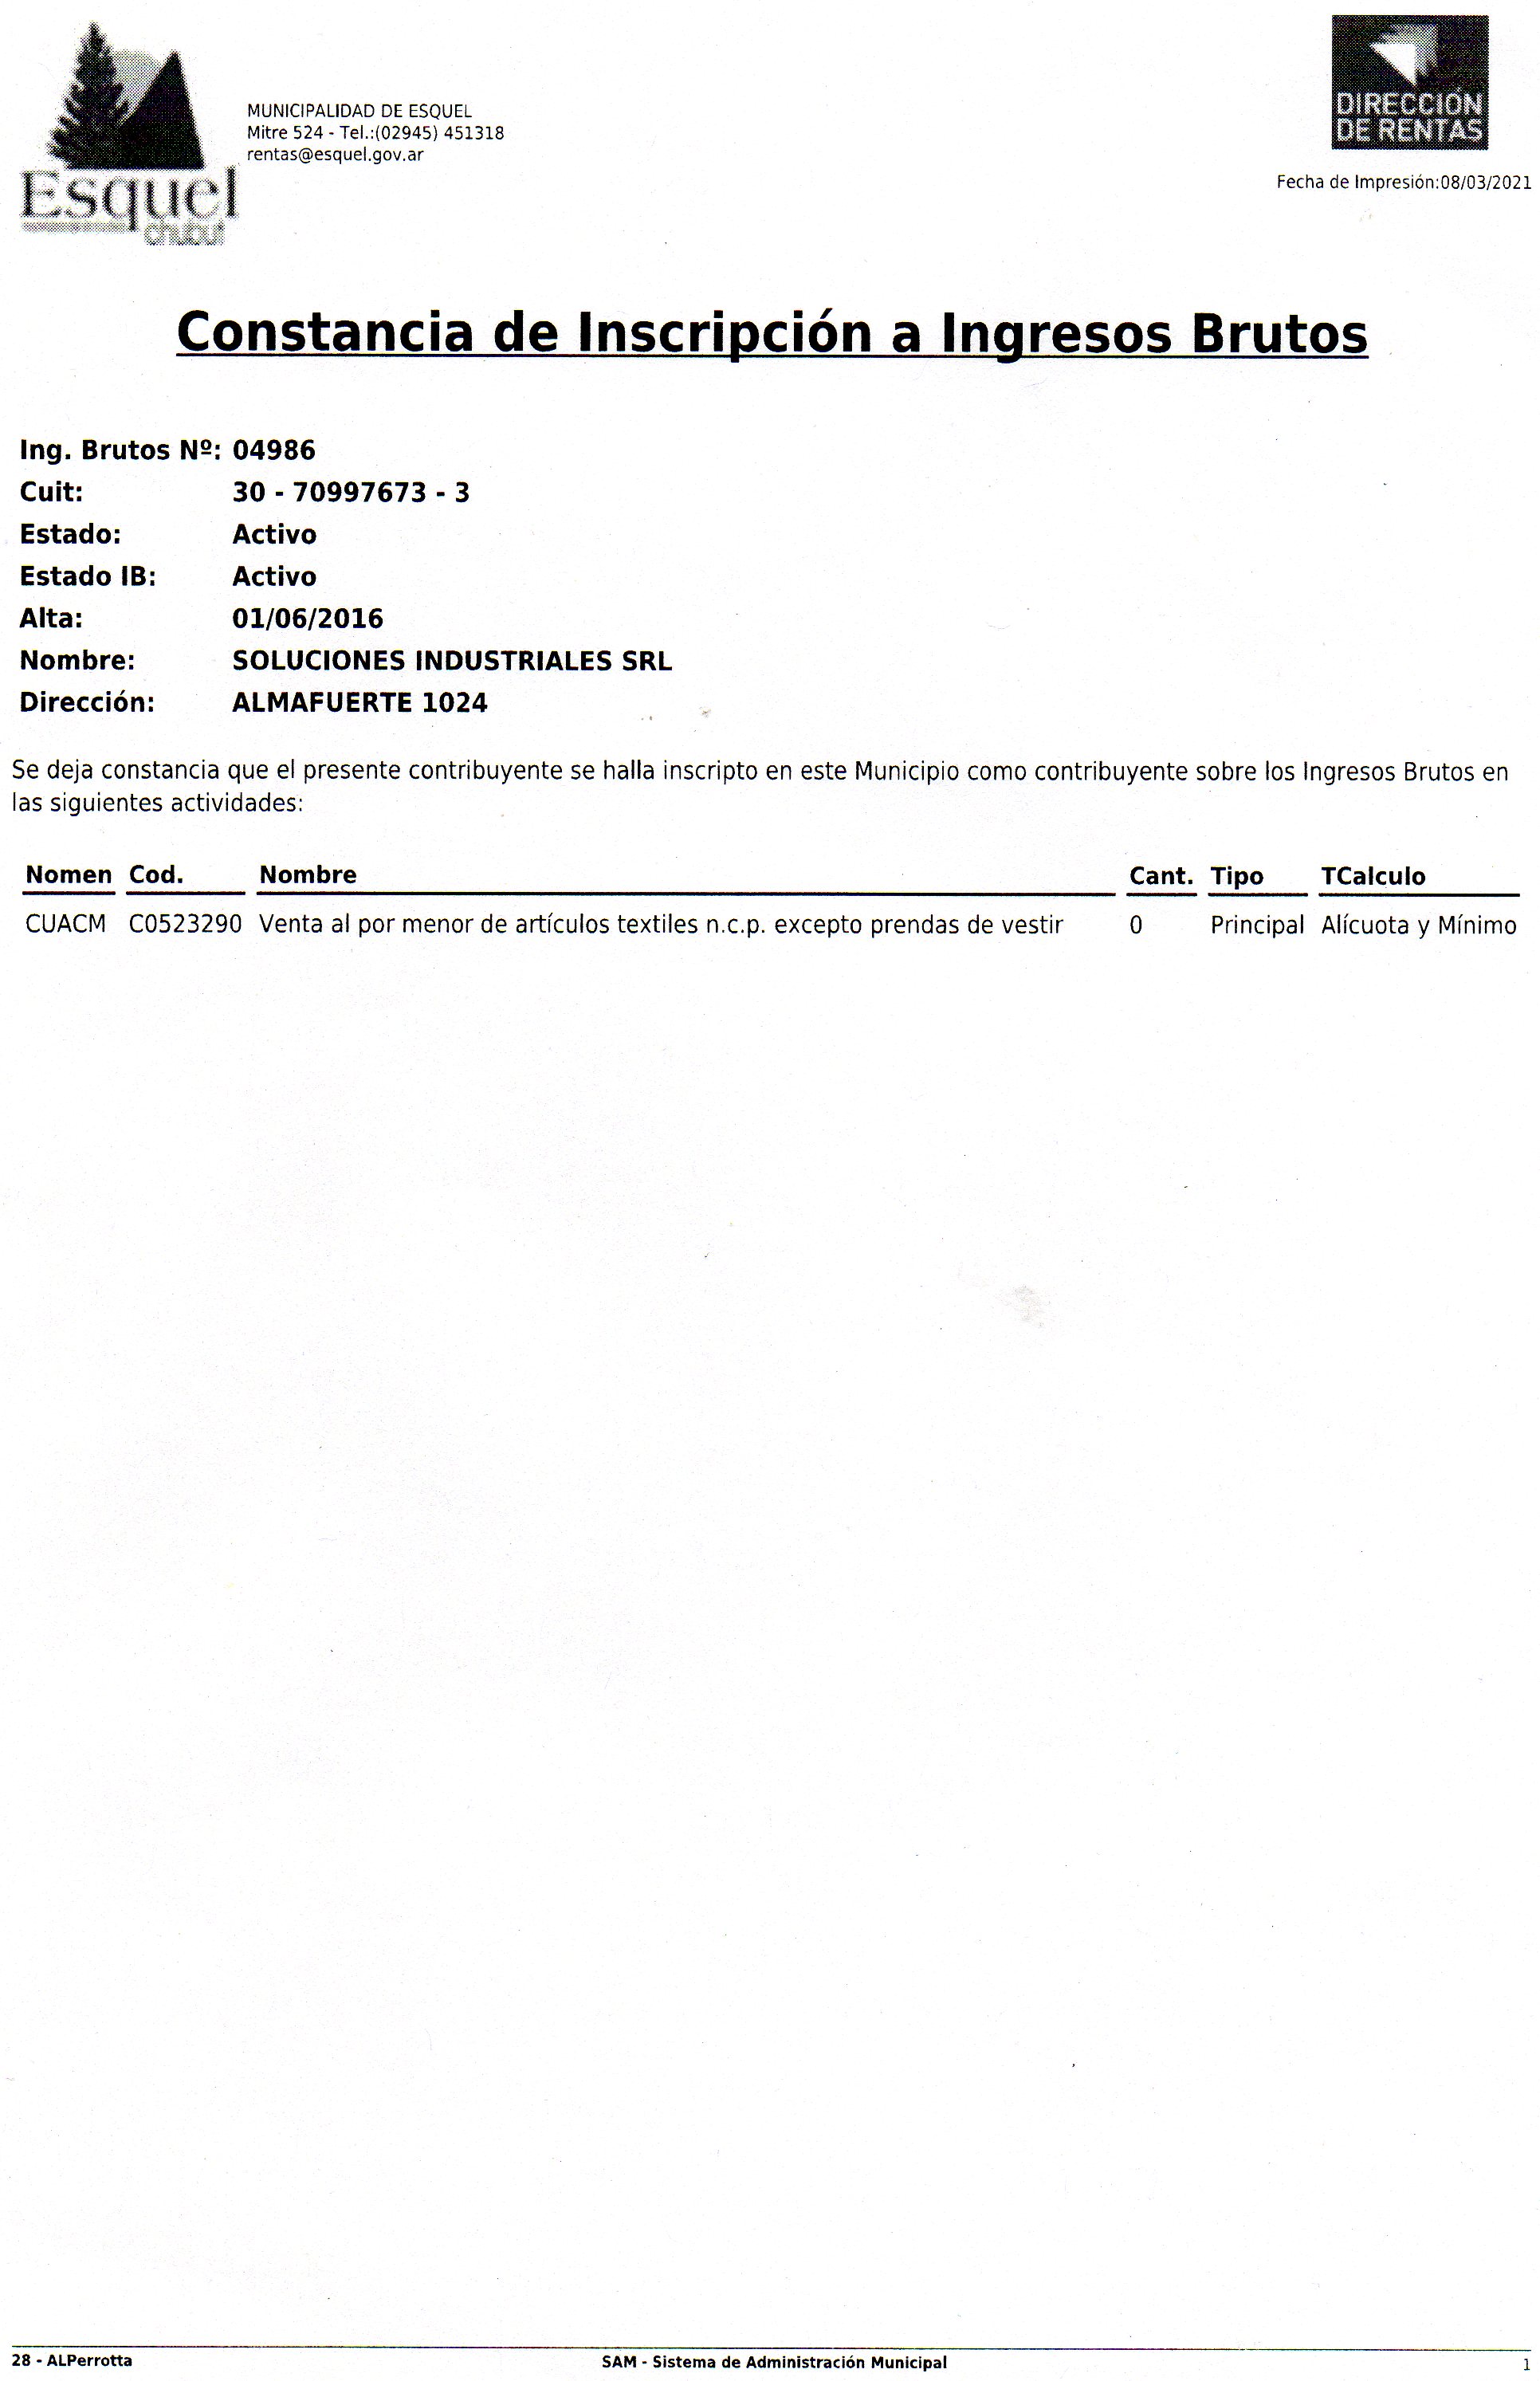 MUNICIPALIDAD DE ESQUEL
Mitre 524 - Tel.:(02945) 451318
rentas@esquel.gov.ar
Esquel
chubut
DIRECCIÓN
DE RENTAS
Fecha de Impresión:08/03/2021
Constancia de Inscripción a Ingresos Brutos
Ing. Brutos Nº: 04986
Cuit: 30 - 70997673 - 3
Estado: Activo
Estado IB: Activo
Alta: 01/06/2016
Nombre: SOLUCIONES INDUSTRIALES SRL
Dirección: ALMAFUERTE 1024
Se deja constancia que el presente contribuyente se halla inscripto en este Municipio como contribuyente sobre los Ingresos Brutos en
las siguientes actividades:
Nomen Cod. Nombre Cant. Tipo TCalculo
CUACM C0523290 Venta al por menor de artículos textiles n.c.p. excepto prendas de vestir 0 Principal Alícuota y Mínimo
28 - ALPerrotta SAM - Sistema de Administración Municipal 1